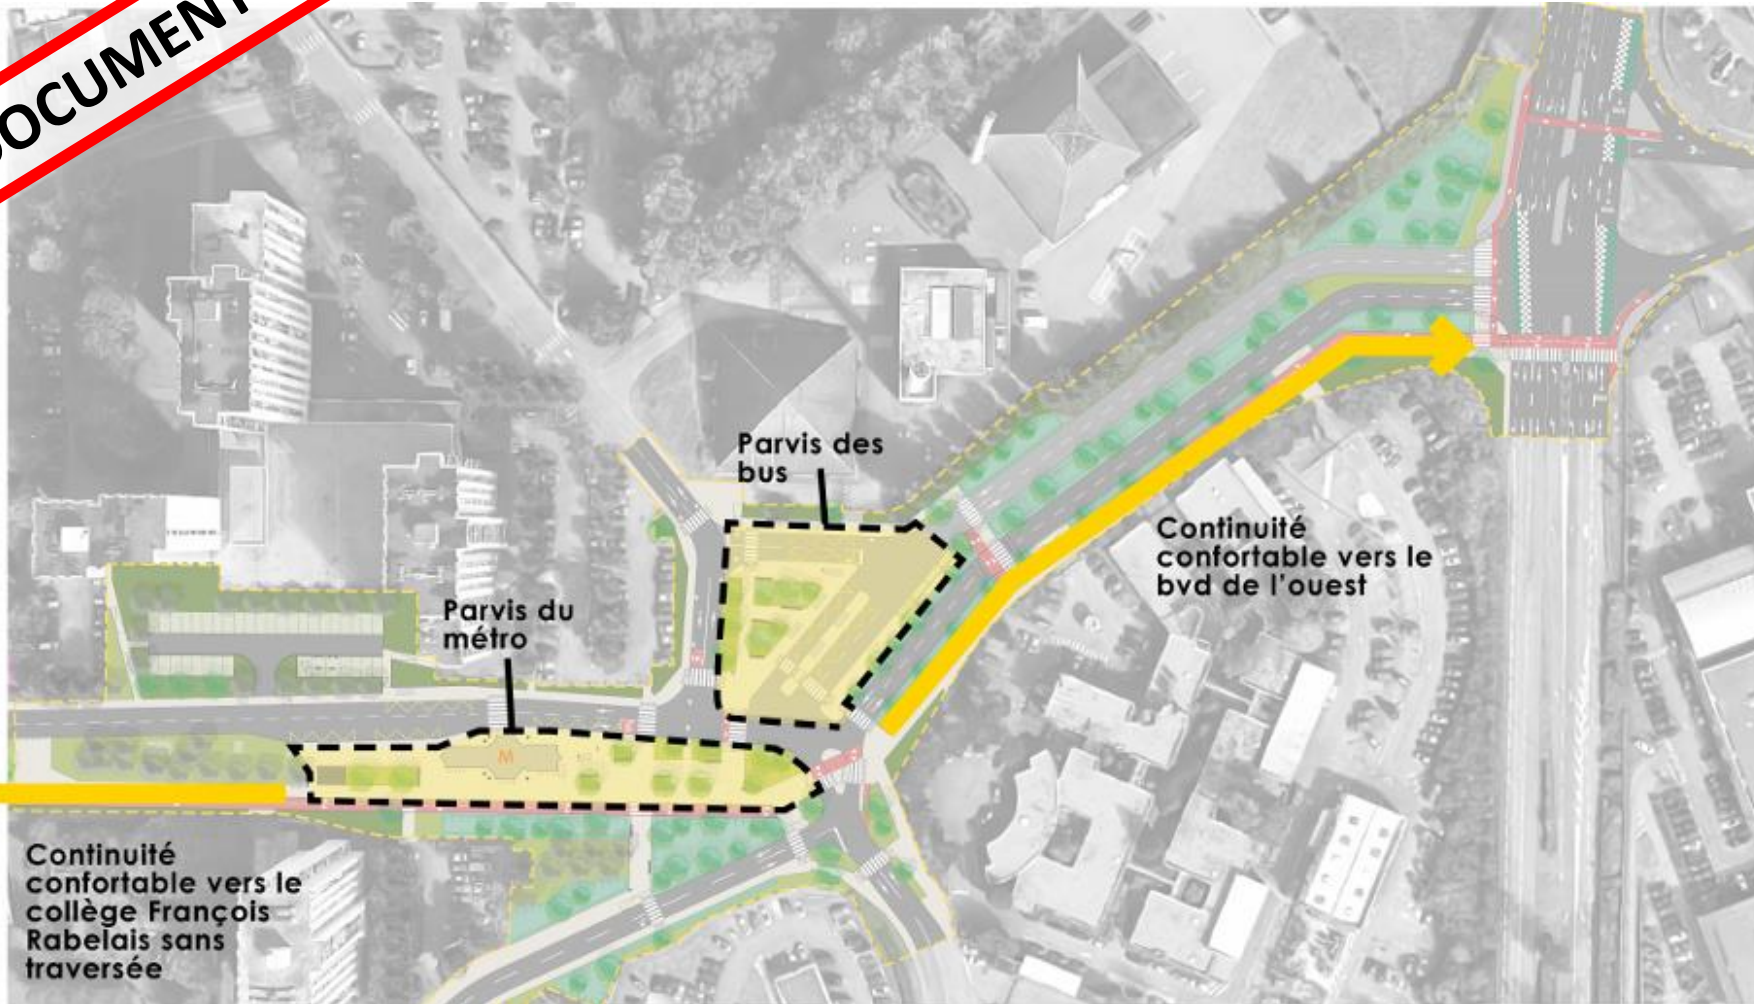 DOCUMENT
Parvis des
bus
Continuité
confortable vers le
bvd de l'ouest
Parvis du
métro
M
Continuité
confortable vers le
collège François
Rabelais sans
traversée